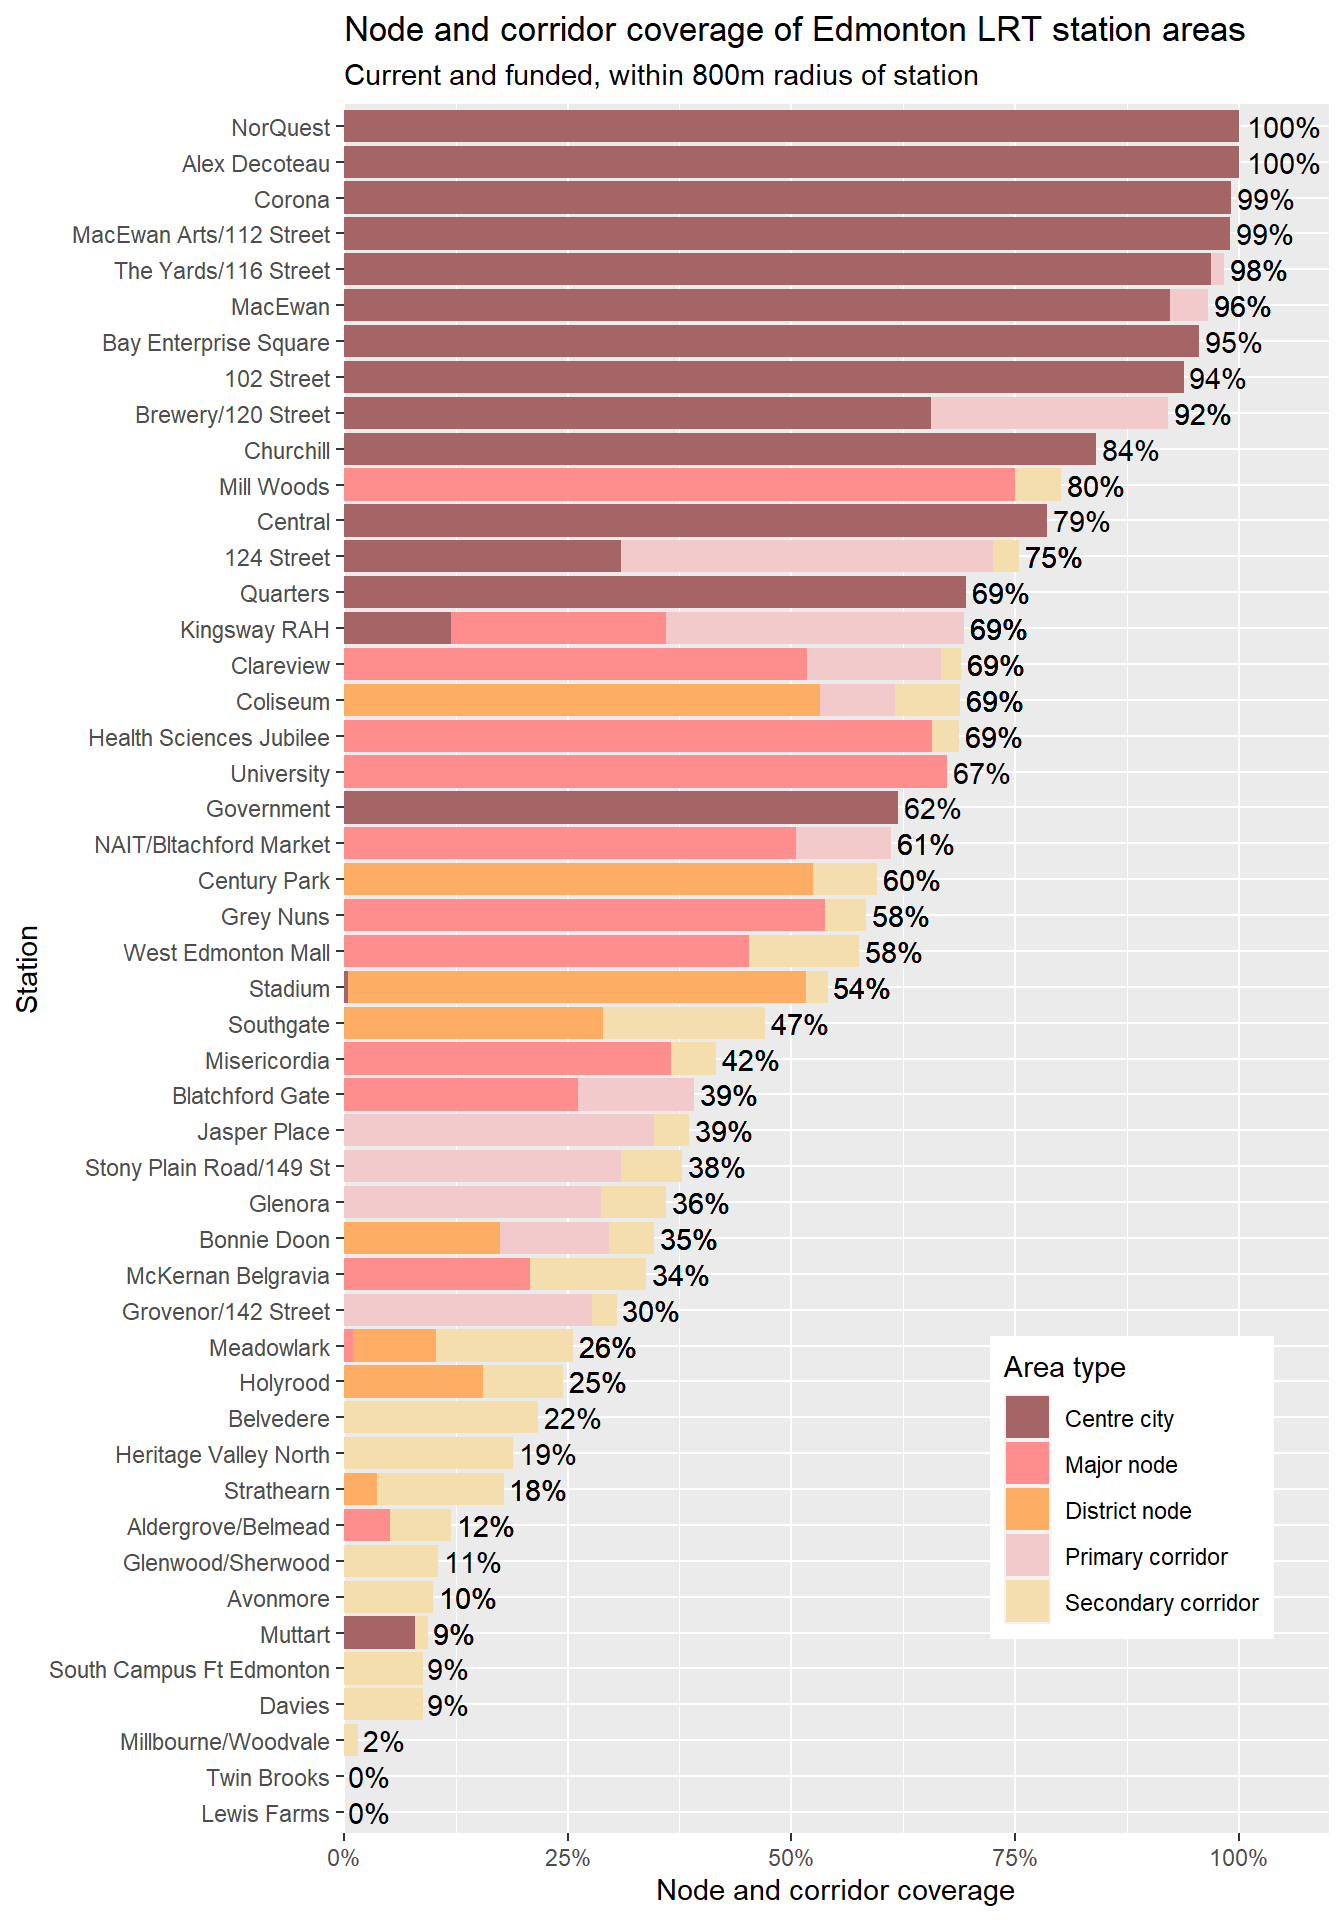 Node and corridor coverage of Edmonton LRT station areas
Current and funded, within 800m radius of station
Station
NorQuest 100%
Alex Decoteau 100%
Corona 99%
MacEwan Arts/112 Street 99%
The Yards/116 Street 98%
MacEwan 96%
Bay Enterprise Square 95%
102 Street 94%
Brewery/120 Street 92%
Churchill 84%
Mill Woods 80%
Central 79%
124 Street 75%
Quarters 69%
Kingsway RAH 69%
Clareview 69%
Coliseum 69%
Health Sciences Jubilee 69%
University 67%
Government 62%
NAIT/Bltachford Market 61%
Century Park 60%
Grey Nuns 58%
West Edmonton Mall 58%
Stadium 54%
Southgate 47%
Misericordia 42%
Blatchford Gate 39%
Jasper Place 39%
Stony Plain Road/149 St 38%
Glenora 36%
Bonnie Doon 35%
McKernan Belgravia 34%
Grovenor/142 Street 30%
Meadowlark 26%
Holyrood 25%
Belvedere 22%
Heritage Valley North 19%
Strathearn 18%
Aldergrove/Belmead 12%
Glenwood/Sherwood 11%
Avonmore 10%
Muttart 9%
South Campus Ft Edmonton 9%
Davies 9%
Millbourne/Woodvale 2%
Twin Brooks 0%
Lewis Farms 0%
Area type
Centre city
Major node
District node
Primary corridor
Secondary corridor
0% 25% 50% 75% 100%
Node and corridor coverage